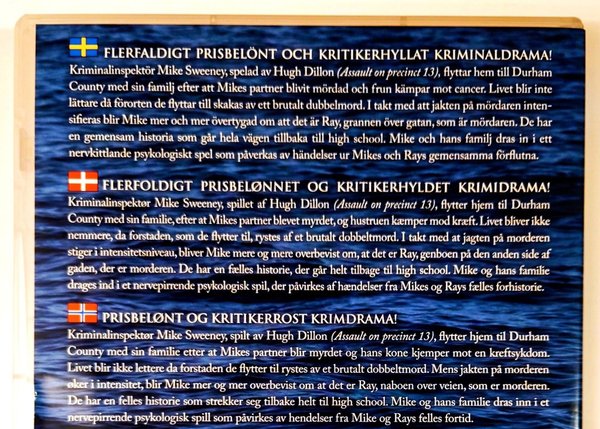 FLERFALDIGT PRISBELÖNT OCH KRITIKERHYLLAT KRIMINALDRAMA!
Kriminalinspektör Mike Sweeney, spelad av Hugh Dillon (Assault on precinct 13), flyttar hem till Durham
County med sin familj efter att Mikes partner blivit mördad och frun kämpar mot cancer. Livet blir inte
lättare då förorten de flyttar till skakas av ett brutalt dubbelmord. I takt med att jakten på mördaren inten-
sifieras blir Mike mer och mer övertygad om att det är Ray, grannen över gatan, som är mördaren. De har
en gemensam historia som går hela vägen tillbaka till high school. Mike och hans familj dras in i ett
nervkittlande psykologiskt spel som påverkas av händelser ur Mikes och Rays gemensamma förflutna.
FLERFOLDIGT PRISBELØNNET OG KRITIKERHYLDET KRIMIDRAMA!
Kriminalinspektør Mike Sweeney, spillet af Hugh Dillon (Assault on precinct 13), flytter hjem til Durham
County med sin familie, efter at Mikes partner blevet myrdet, og hustruen kæmper mod kræft. Livet bliver ikke
nemmere, da forstaden, som de flytter til, rystes af et brutalt dobbeltmord. I takt med at jagten på morderen
stiger i intensitetsniveau, bliver Mike mere og mere overbevist om, at det er Ray, genboen på den anden side af
gaden, der er morderen. De har en fælles historie, der går helt tilbage til high school. Mike og hans familie
drages ind i et nervepirrende psykologisk spil, der påvirkes af hændelser fra Mikes og Rays fælles forhistorie.
PRISBELØNT OG KRITIKERROST KRIMDRAMA!
Kriminalinspektør Mike Sweeney, spilt av Hugh Dillon (Assault on precinct 13), flytter hjem til Durham
County med sin familie etter at Mikes partner blir myrdet og hans kone kjemper mot en kreftsykdom.
Livet blir ikke lettere da forstaden de flytter til rystes av et brutalt dobbeltmord. Mens jakten på morderen
øker i intensitet, blir Mike mer og mer overbevist om at det er Ray, naboen over veien, som er morderen.
De har en felles historie som strekker seg tilbake helt til high school. Mike og hans familie dras inn i et
nervepirrende psykologisk spill som påvirkes av hendelser fra Mike og Rays felles fortid.